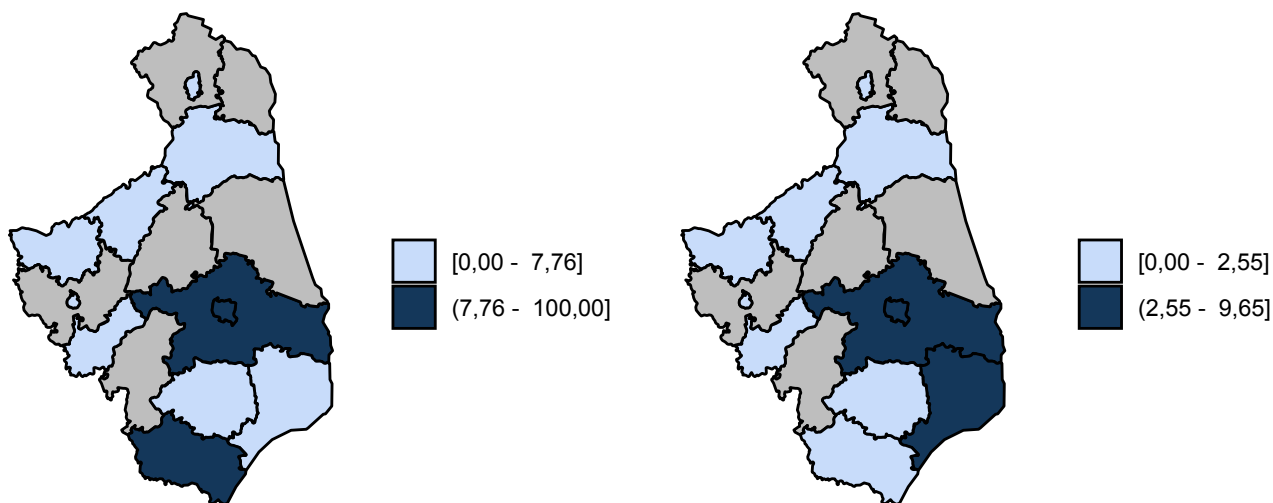 [0,00 - 7,76]
(7,76 - 100,00]
[0,00 - 2,55]
(2,55 - 9,65]